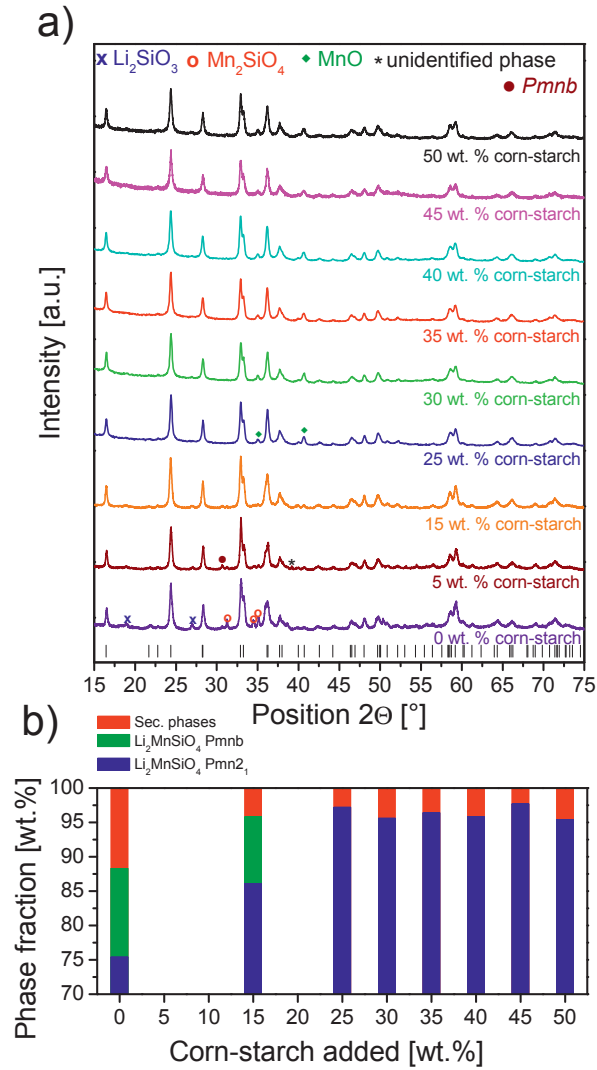 a)
x Li₂SiO₃ o Mn₂SiO₄ ◆ MnO * unidentified phase
● Pmnb
50 wt. % corn-starch
45 wt. % corn-starch
40 wt. % corn-starch
35 wt. % corn-starch
30 wt. % corn-starch
25 wt. % corn-starch
15 wt. % corn-starch
*
5 wt. % corn-starch
x x
0 wt. % corn-starch
Intensity [a.u.]
15 20 25 30 35 40 45 50 55 60 65 70 75
Position 2Θ [°]
b)
Sec. phases
Li₂MnSiO₄ Pmnb
Li₂MnSiO₄ Pmn2₁
Phase fraction [wt.%]
100
95
90
85
80
75
70
0 5 10 15 20 25 30 35 40 45 50
Corn-starch added [wt.%]